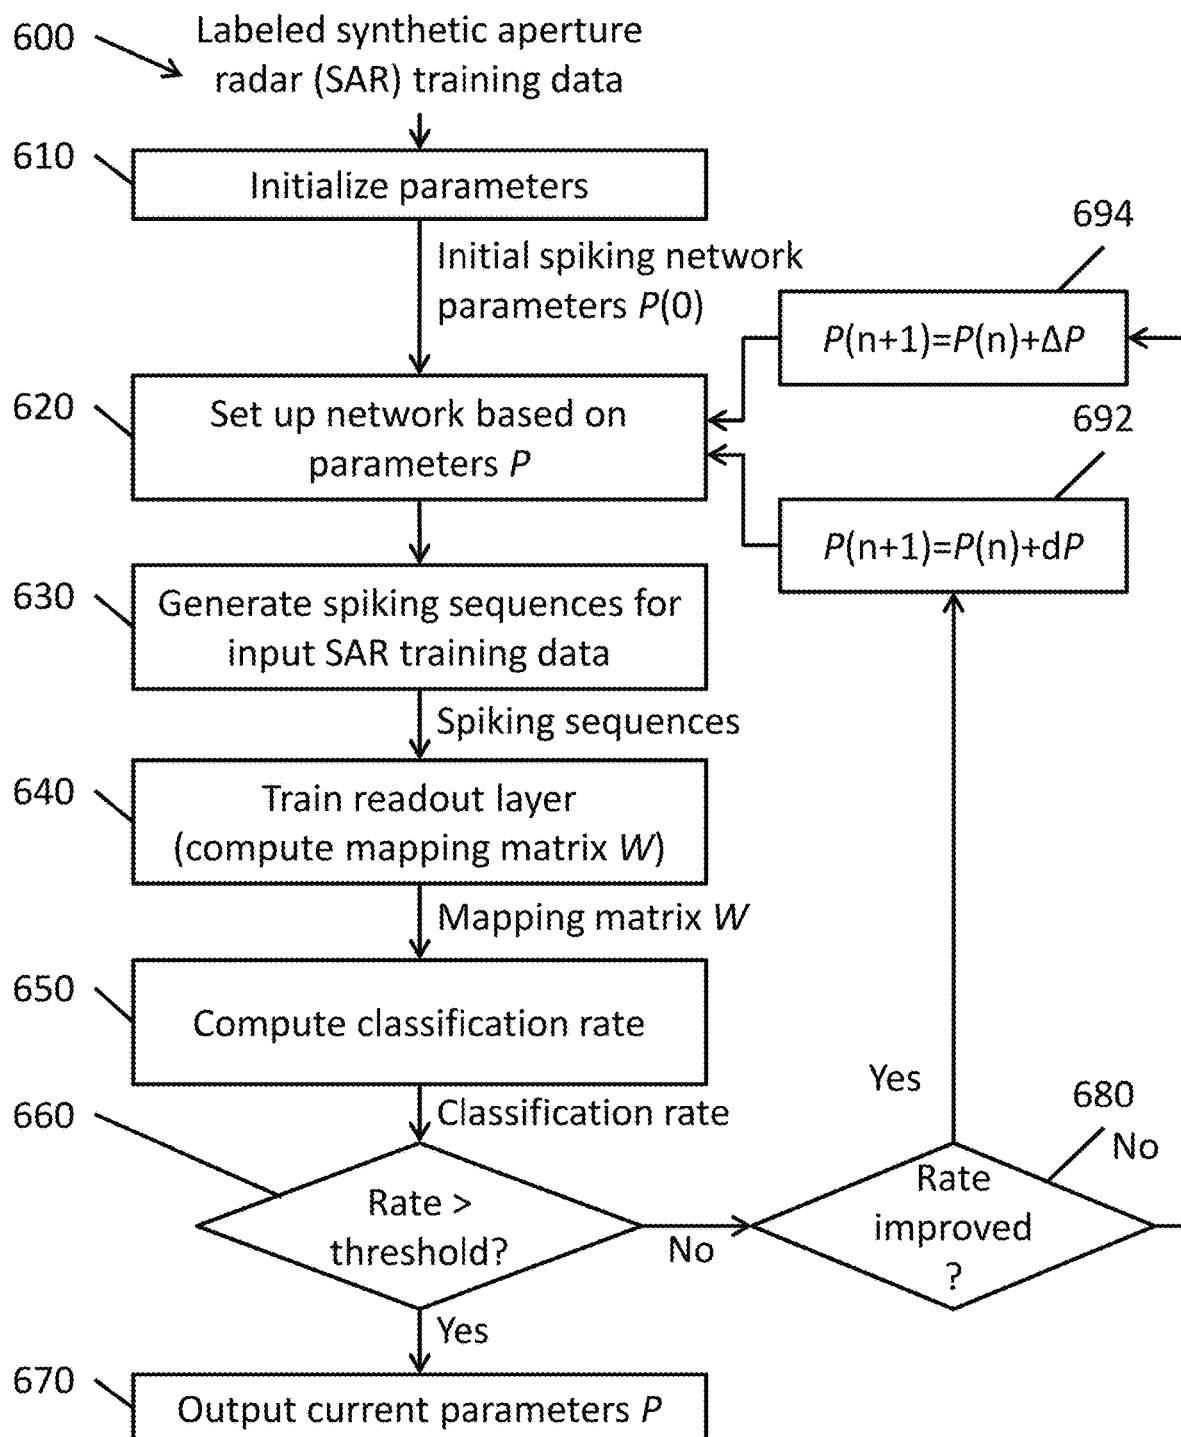 600
Labeled synthetic aperture
radar (SAR) training data
610
Initialize parameters
Initial spiking network
parameters P(0)
694
P(n+1)=P(n)+ΔP
620
Set up network based on
parameters P
692
P(n+1)=P(n)+dP
630
Generate spiking sequences for
input SAR training data
Spiking sequences
640
Train readout layer
(compute mapping matrix W)
Mapping matrix W
650
Compute classification rate
Classification rate
660
Rate >
threshold?
No
Yes
680
No
Rate
improved
?
Yes
670
Output current parameters P